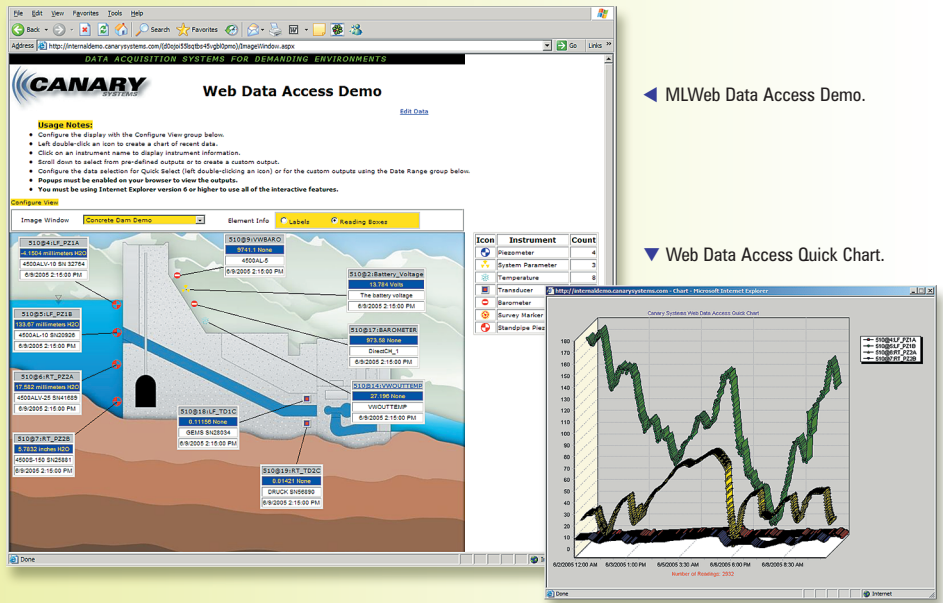 File Edit View Favorites Tools Help
Back Search Favorites
Address http://internaldemo.canarysystems.com/(d0ojoi55lsqtbs45vgbl0pmo)/ImageWindow.aspx Go Links »
DATA ACQUISITION SYSTEMS FOR DEMANDING ENVIRONMENTS
CANARY
SYSTEMS
Web Data Access Demo
Edit Data
Usage Notes:
• Configure the display with the Configure View group below.
• Left double-click an icon to create a chart of recent data.
• Click on an instrument name to display instrument information.
• Scroll down to select from pre-defined outputs or to create a custom output.
• Configure the data selection for Quick Select (left double-clicking an icon) or for the custom outputs using the Date Range group below.
• Popups must be enabled on your browser to view the outputs.
• You must be using Internet Explorer version 6 or higher to use all of the interactive features.
Configure View
Image Window Concrete Dam Demo Element Info Labels Reading Boxes
510@4:LF_PZ1A
-4.1504 millimeters H2O
4500ALV-10 SN 32764
6/9/2005 2:15:00 PM
510@9:VWBARO
9741.1 None
4500AL-5
6/9/2005 2:15:00 PM
510@2:Battery_Voltage
13.784 Volts
The battery voltage
6/9/2005 2:15:00 PM
510@5:LF_PZ1B
133.67 millimeters H2O
4500AL-10 SN20926
6/9/2005 2:15:00 PM
510@17:BAROMETER
973.58 None
DirectCH_1
6/9/2005 2:15:00 PM
510@6:RT_PZ2A
17.582 millimeters H2O
4500ALV-25 SN41689
6/9/2005 2:15:00 PM
510@14:VWOUTTEMP
27.196 None
VWOUTTEMP
6/9/2005 2:15:00 PM
510@18:LF_TD1C
0.11156 None
GEMS SN28034
6/9/2005 2:15:00 PM
510@7:RT_PZ2B
5.7832 inches H2O
4500S-150 SN25881
6/9/2005 2:15:00 PM
510@19:RT_TD2C
0.01421 None
DRUCK SN56890
6/9/2005 2:15:00 PM
Icon Instrument Count
Piezometer 4
System Parameter 3
Temperature 8
Transducer
Barometer
Survey Marker
Standpipe Piez
Done
◀ MLWeb Data Access Demo.
▼ Web Data Access Quick Chart.
http://internaldemo.canarysystems.com - Chart - Microsoft Internet Explorer
Canary Systems Web Data Access Quick Chart
510@4:LF_PZ1A
510@5:LF_PZ1B
510@6:RT_PZ2A
510@7:RT_PZ2B
180
170
160
150
140
130
120
110
100
90
80
70
60
50
40
30
20
10
0
6/2/2005 12:00 AM 6/3/2005 1:00 PM 6/5/2005 3:30 AM 6/6/2005 6:00 PM 6/8/2005 8:30 AM
Number of Readings: 2932
Done Internet